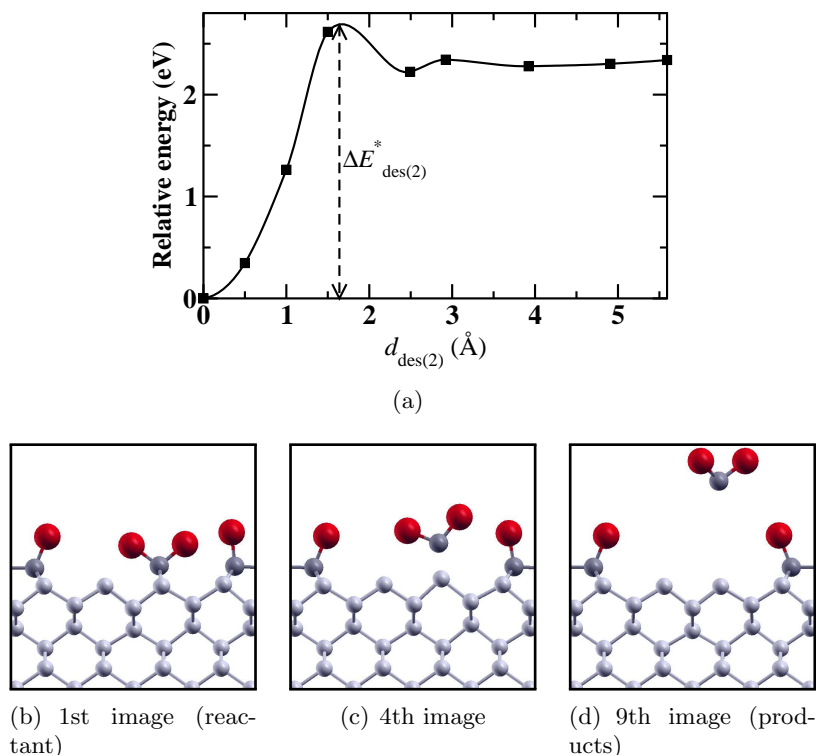 Relative energy (eV)
2
1
0
ΔE*des(2)
0 1 2 3 4 5
ddes(2) (Å)
(a)
(b) 1st image (reac-
tant)
(c) 4th image
(d) 9th image (prod-
ucts)